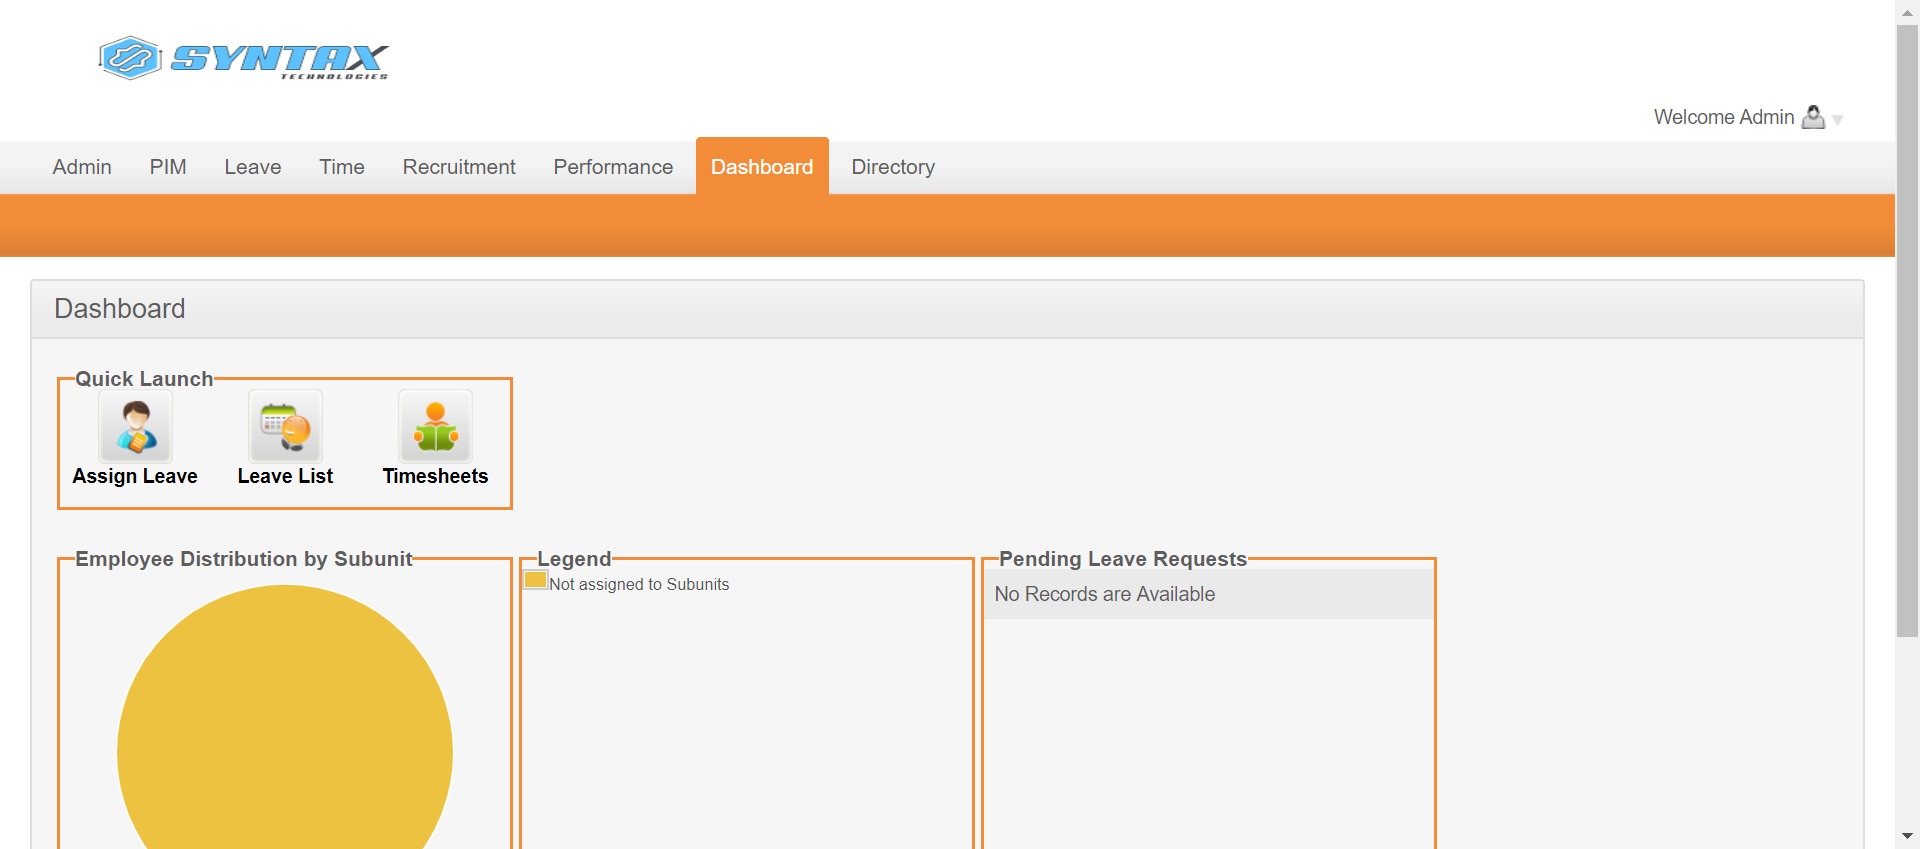 SYNTAX
TECHNOLOGIES
Welcome Admin
Admin PIM Leave Time Recruitment Performance Dashboard Directory
Dashboard
Quick Launch
Assign Leave Leave List Timesheets
Employee Distribution by Subunit
Legend
Not assigned to Subunits
Pending Leave Requests
No Records are Available